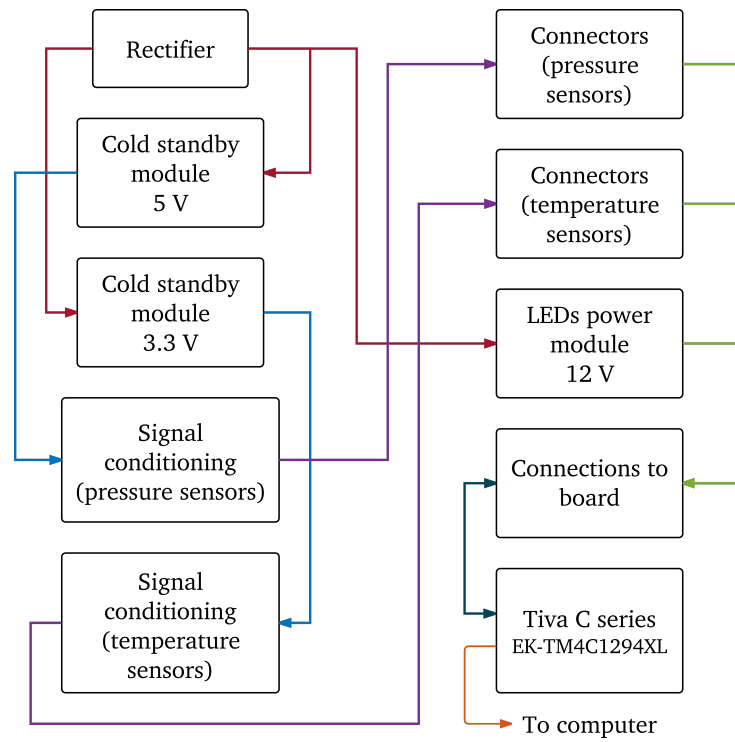 Rectifier
Cold standby
module
5 V
Cold standby
module
3.3 V
Signal
conditioning
(pressure sensors)
Signal
conditioning
(temperature
sensors)
Connectors
(pressure
sensors)
Connectors
(temperature
sensors)
LEDs power
module
12 V
Connections to
board
Tiva C series
EK-TM4C1294XL
To computer